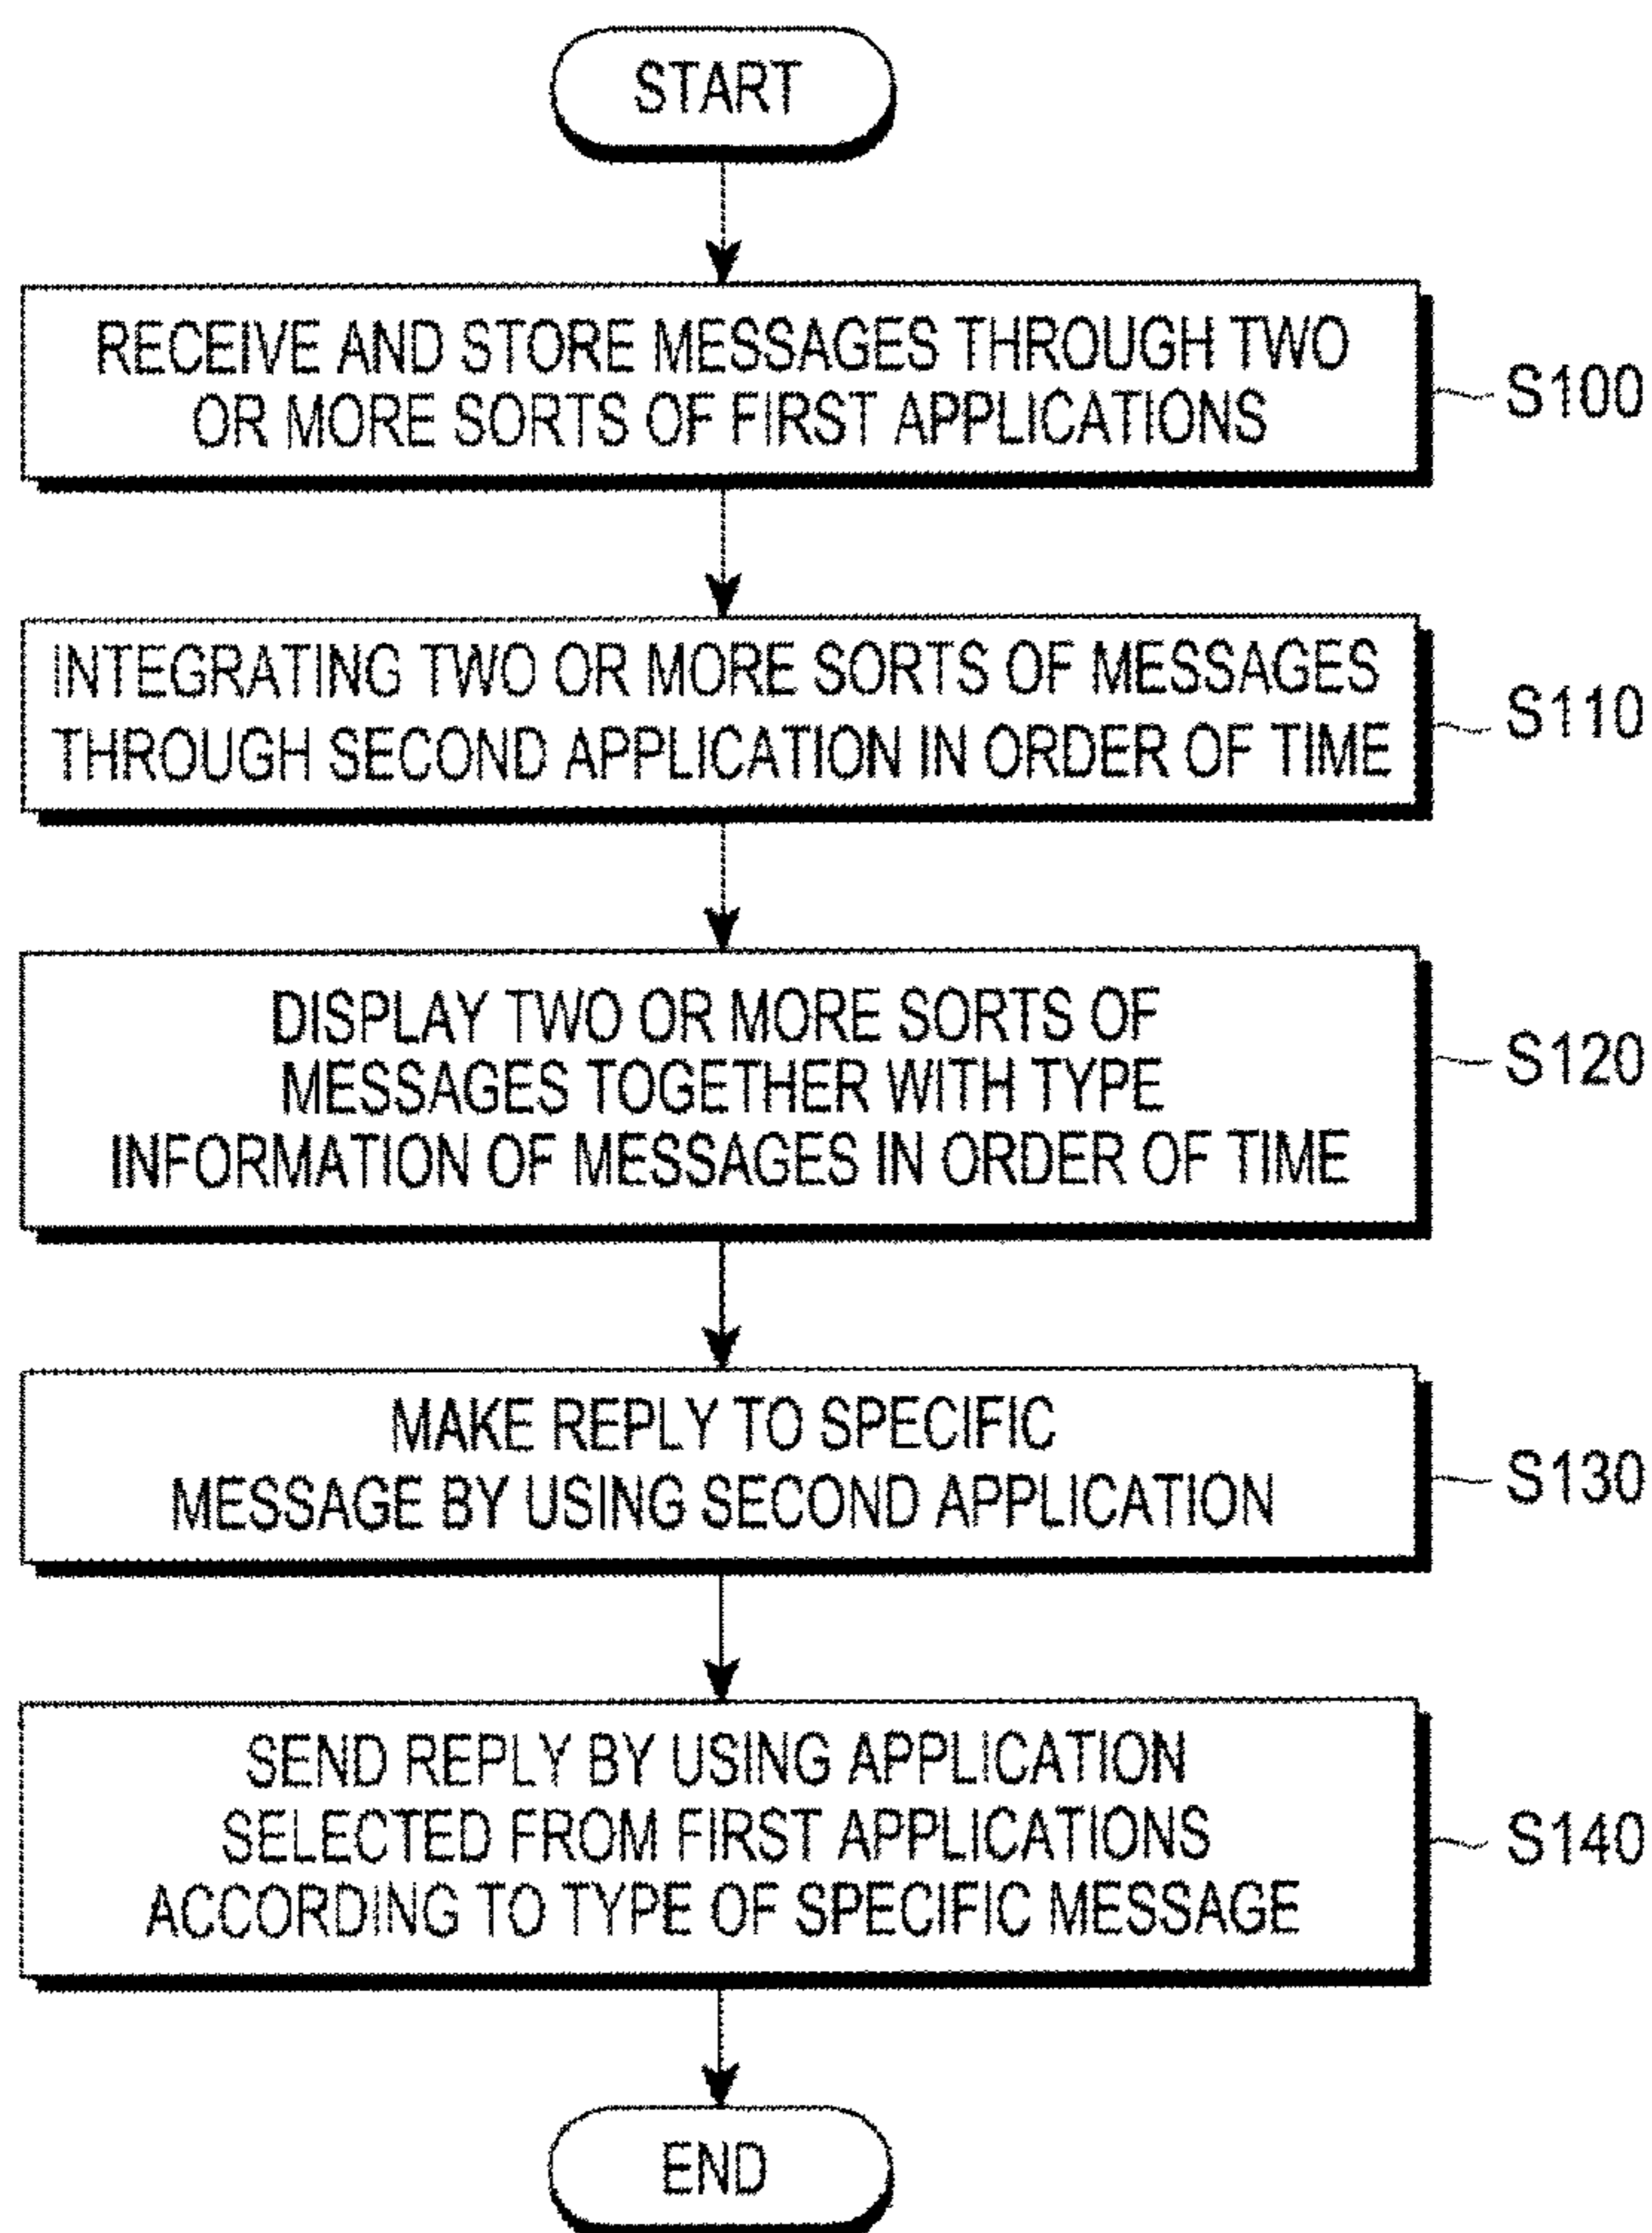 START
RECEIVE AND STORE MESSAGES THROUGH TWO
OR MORE SORTS OF FIRST APPLICATIONS
S100
INTEGRATING TWO OR MORE SORTS OF MESSAGES
THROUGH SECOND APPLICATION IN ORDER OF TIME
S110
DISPLAY TWO OR MORE SORTS OF
MESSAGES TOGETHER WITH TYPE
INFORMATION OF MESSAGES IN ORDER OF TIME
S120
MAKE REPLY TO SPECIFIC
MESSAGE BY USING SECOND APPLICATION
S130
SEND REPLY BY USING APPLICATION
SELECTED FROM FIRST APPLICATIONS
ACCORDING TO TYPE OF SPECIFIC MESSAGE
S140
END